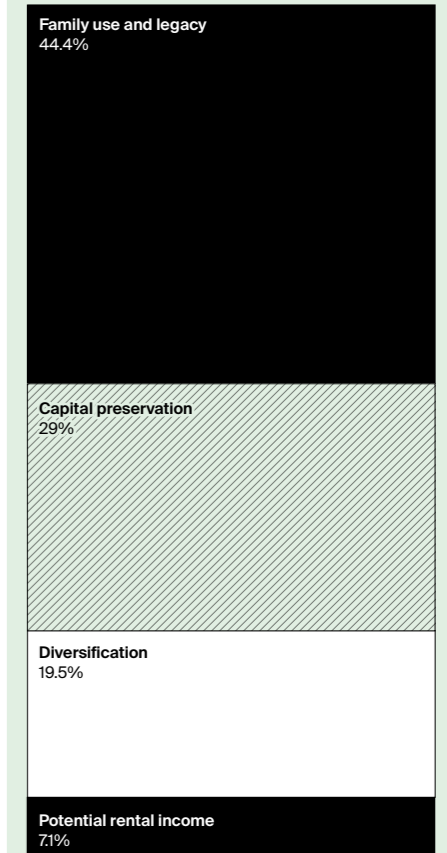 Family use and legacy
44.4%
Capital preservation
29%
Diversification
19.5%
Potential rental income
7.1%